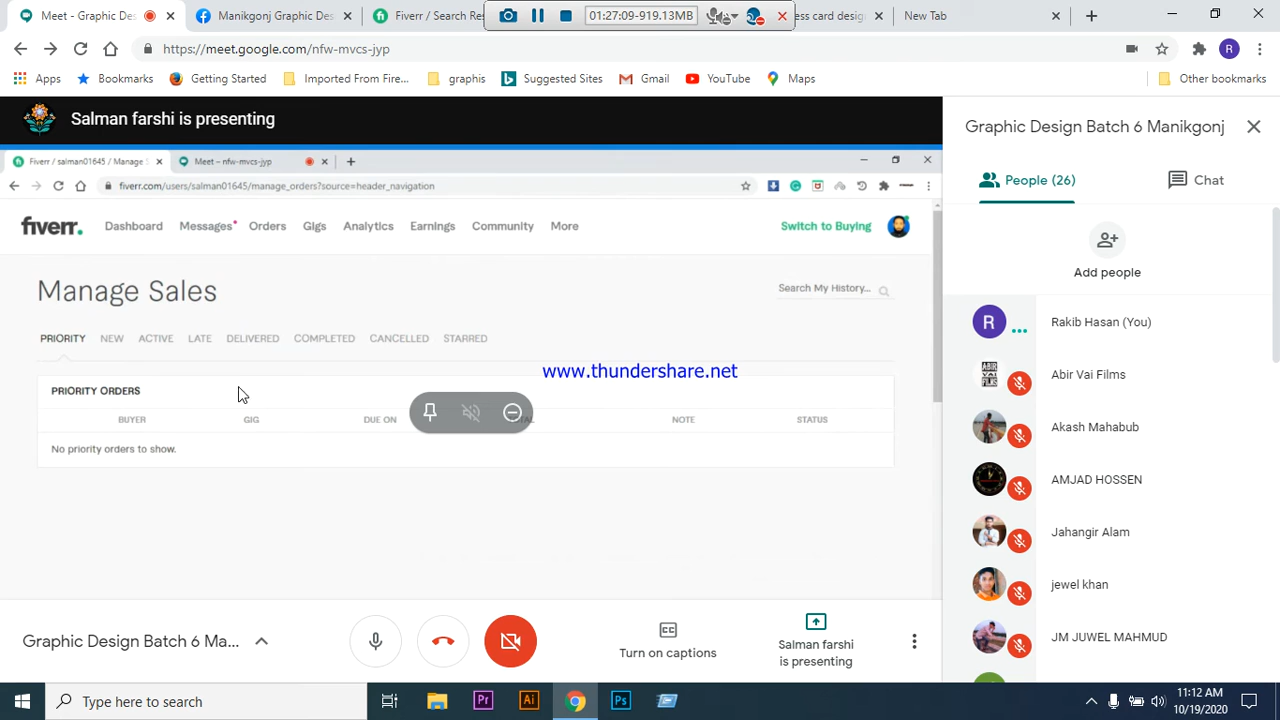 Meet - Graphic Des
Manikgonj Graphic Des
Fiverr / Search Res
01:27:09-919.13MB
ess card desig
New Tab
https://meet.google.com/nfw-mvcs-jyp
Apps
Bookmarks
Getting Started
Imported From Fire...
graphis
Suggested Sites
Gmail
YouTube
Maps
Other bookmarks
Salman farshi is presenting
Fiverr / salman01645 / Manage S
Meet – nfw-mvcs-jyp
fiverr.com/users/salman01645/manage_orders?source=header_navigation
fiverr.
Dashboard
Messages
Orders
Gigs
Analytics
Earnings
Community
More
Switch to Buying
Manage Sales
Search My History...
PRIORITY
NEW
ACTIVE
LATE
DELIVERED
COMPLETED
CANCELLED
STARRED
www.thundershare.net
PRIORITY ORDERS
BUYER
GIG
DUE ON
NOTE
STATUS
No priority orders to show.
Graphic Design Batch 6 Manikgonj
People (26)
Chat
Add people
R
Rakib Hasan (You)
Abir Vai Films
Akash Mahabub
AMJAD HOSSEN
Jahangir Alam
jewel khan
JM JUWEL MAHMUD
Graphic Design Batch 6 Ma...
Turn on captions
Salman farshi
is presenting
Type here to search
11:12 AM
10/19/2020